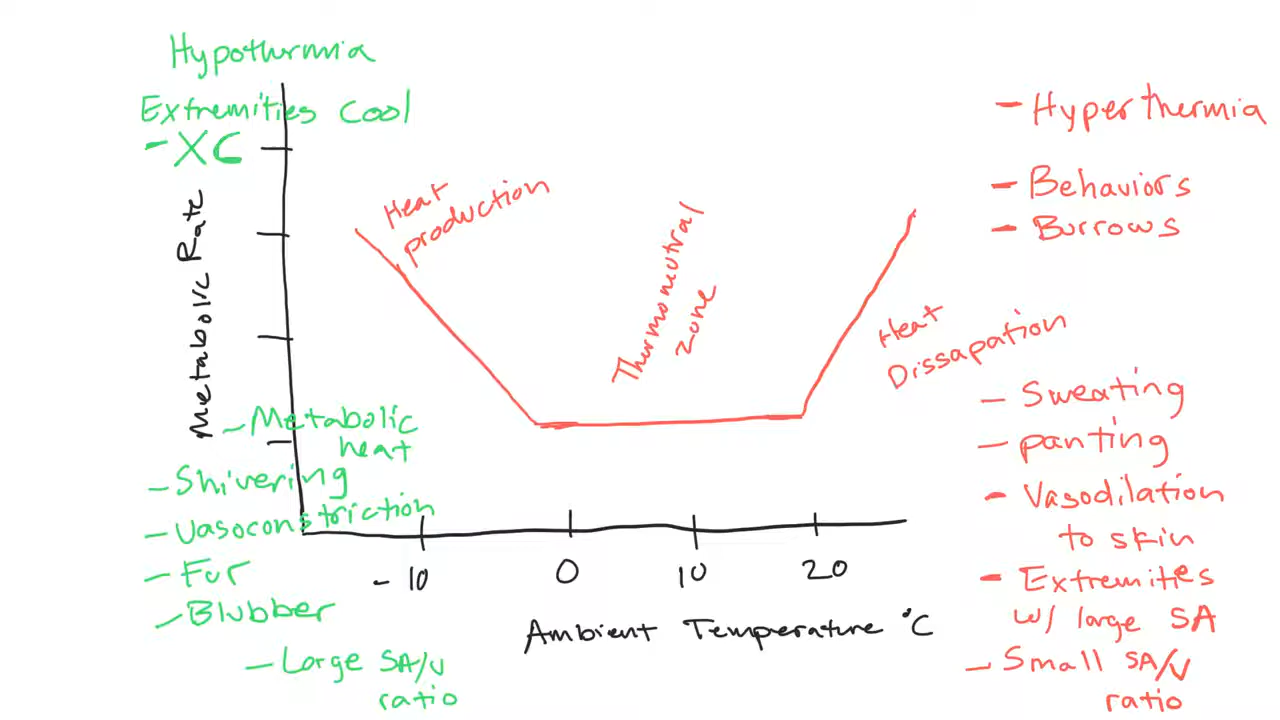 Hypothermia
Extremities cool
- XC
Metabolic Rate
- Metabolic
heat
- Shivering
- Vasoconstriction
- Fur
- Blubber
- Large SA/V
ratio
Heat
production
Thermoneutral
zone
Heat
Dissapation
-10 0 10 20
Ambient Temperature °C
- Hyperthermia
- Behaviors
- Burrows
- Sweating
- panting
- Vasodilation
to skin
- Extremities
w/ large SA
- Small SA/V
ratio